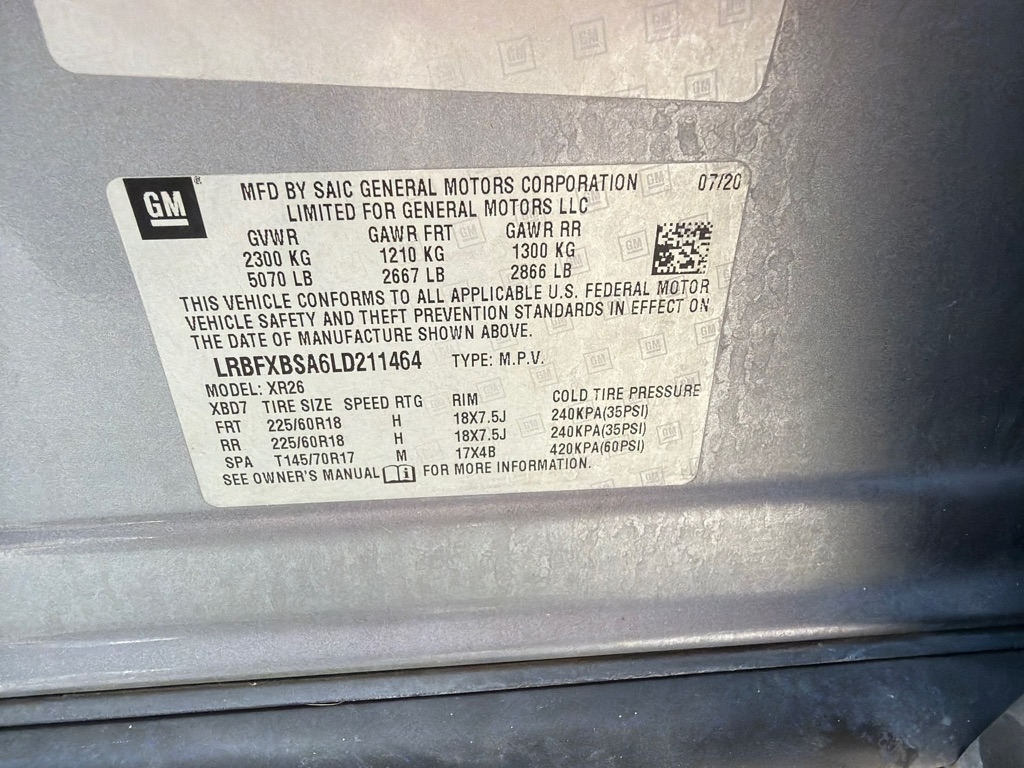 GM
MFD BY SAIC GENERAL MOTORS CORPORATION 07/20
LIMITED FOR GENERAL MOTORS LLC
GVWR GAWR FRT GAWR RR
2300 KG 1210 KG 1300 KG
5070 LB 2667 LB 2866 LB
THIS VEHICLE CONFORMS TO ALL APPLICABLE U.S. FEDERAL MOTOR
VEHICLE SAFETY AND THEFT PREVENTION STANDARDS IN EFFECT ON
THE DATE OF MANUFACTURE SHOWN ABOVE.
LRBFXBSA6LD211464 TYPE: M.P.V.
MODEL: XR26
XBD7 TIRE SIZE SPEED RTG RIM COLD TIRE PRESSURE
FRT 225/60R18 H 18X7.5J 240KPA(35PSI)
RR 225/60R18 H 18X7.5J 240KPA(35PSI)
SPA T145/70R17 M 17X4B 420KPA(60PSI)
SEE OWNER'S MANUAL FOR MORE INFORMATION.